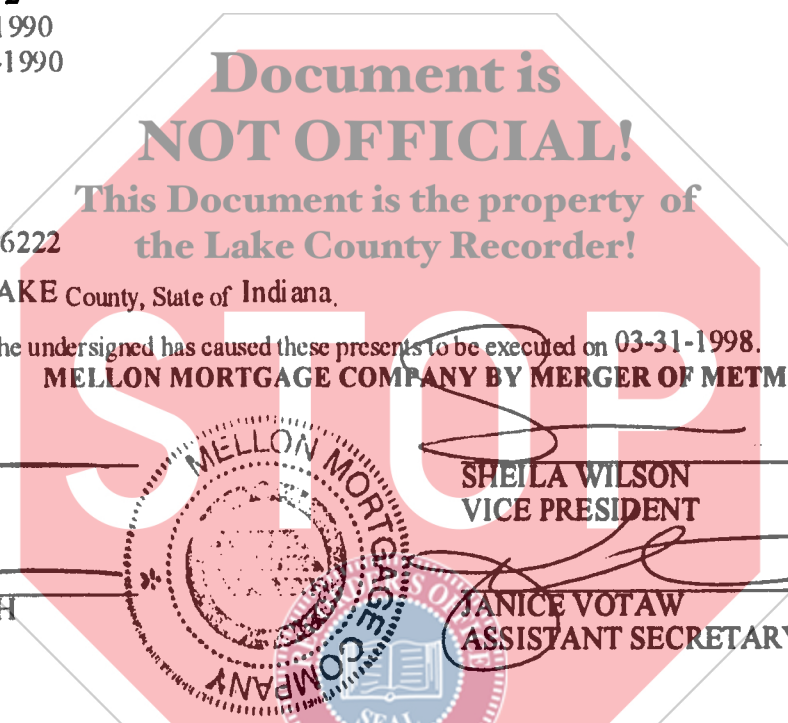 1990
-1990
Document is
NOT OFFICIAL!
This Document is the property of
the Lake County Recorder!
6222
AKE County, State of Indiana.
he undersigned has caused these presents to be executed on 03-31-1998.
MELLON MORTGAGE COMPANY BY MERGER OF METM
STOP
MELLON MORTGAGE COMPANY
SHEILA WILSON
VICE PRESIDENT
H
JANICE VOTAW
ASSISTANT SECRETARY
SEAL